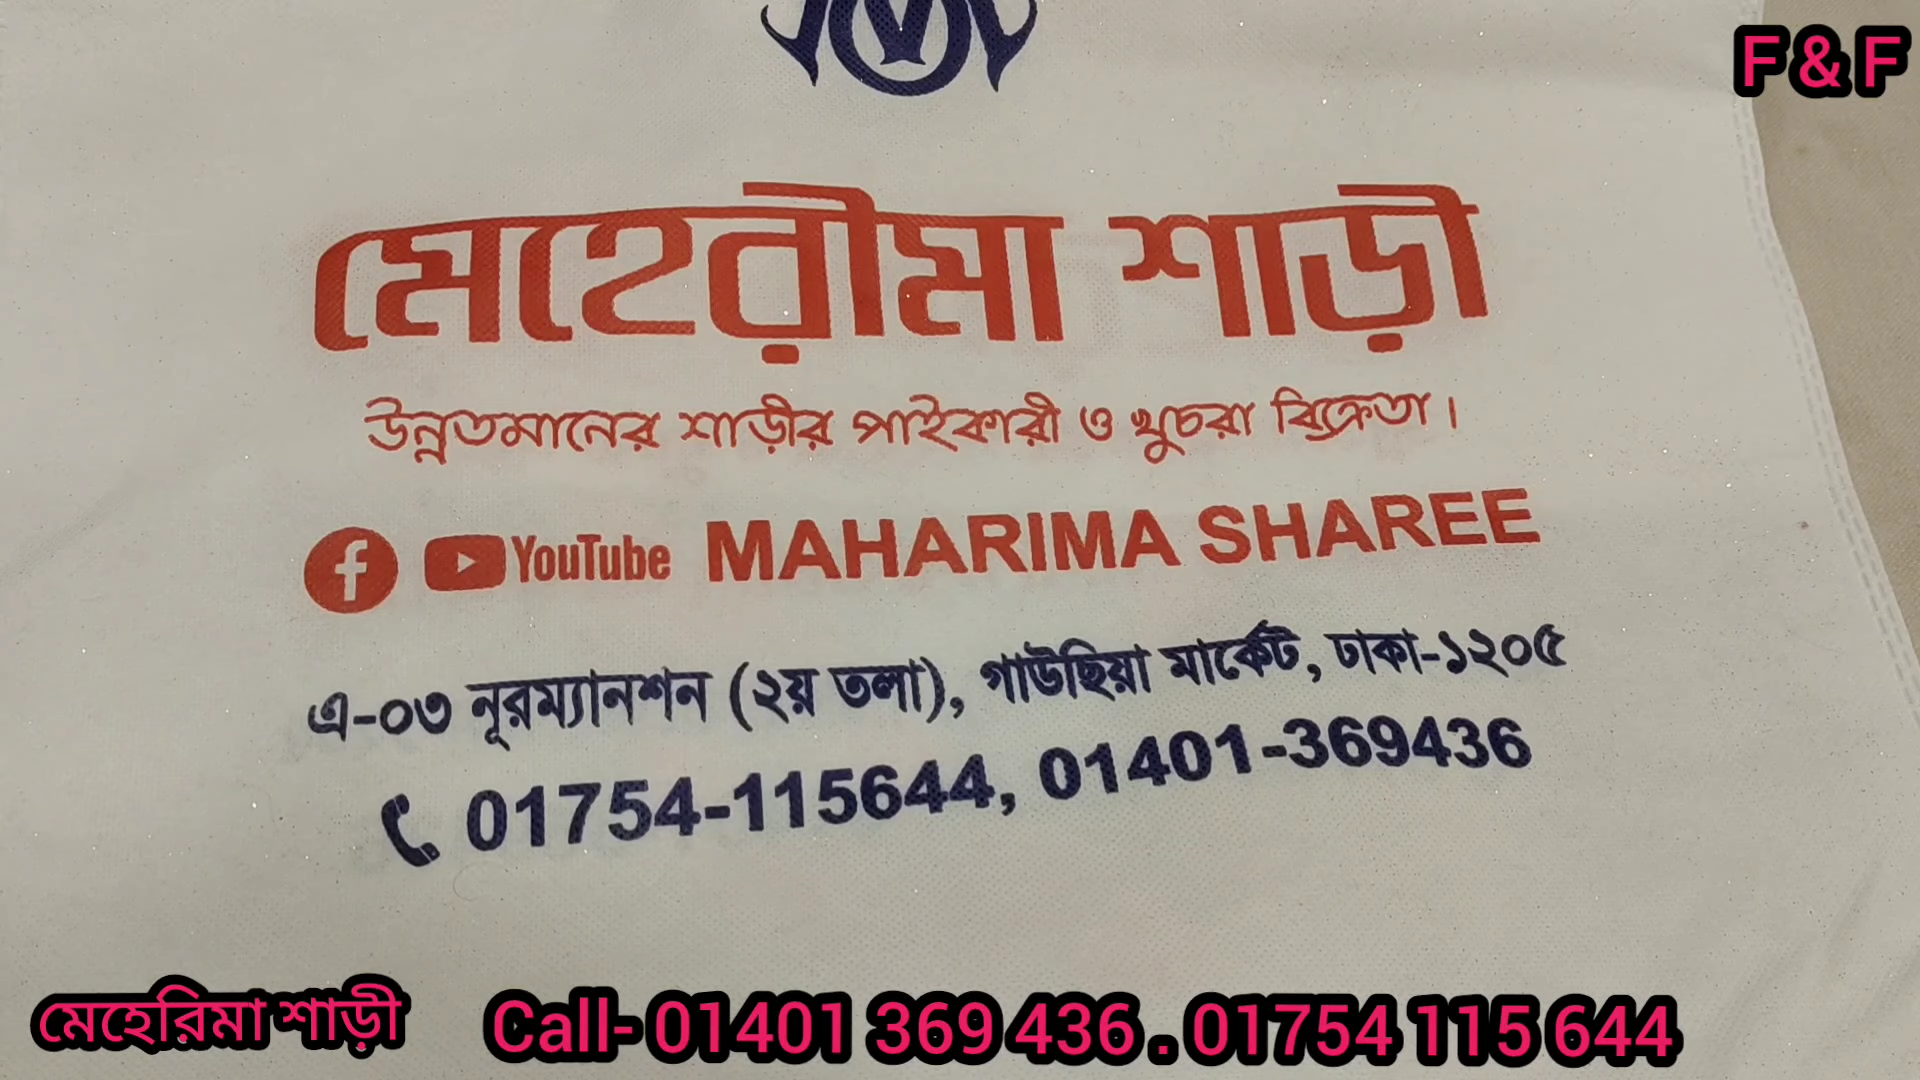 F & F
মেহেরীমা শাড়ী
উন্নতমানের শাড়ীর পাইকারী ও খুচরা বিক্রেতা।
YouTube MAHARIMA SHAREE
এ-০৩ নূরম্যানশন (২য় তলা), গাউছিয়া মার্কেট, ঢাকা-১২০৫
01754-115644, 01401-369436
মেহেরিমা শাড়ী Call- 01401 369 436 . 01754 115 644